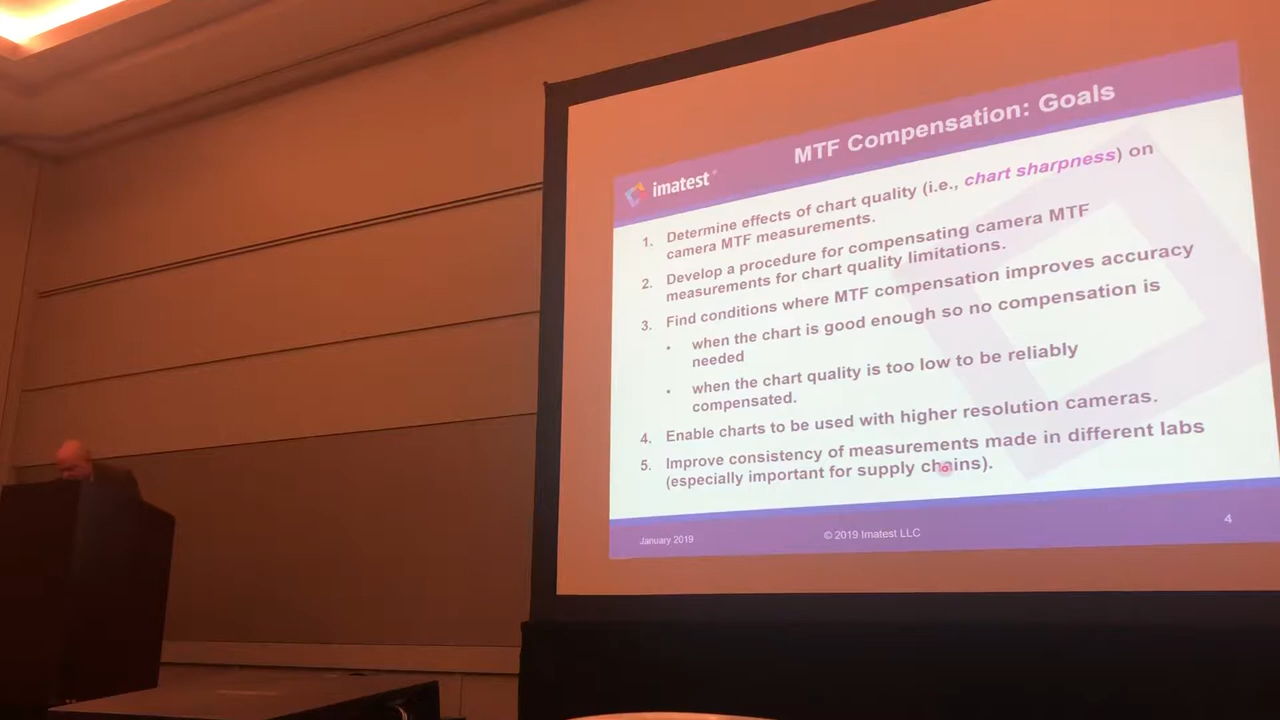 MTF Compensation: Goals
imatest®
1. Determine effects of chart quality (i.e., chart sharpness) on
camera MTF measurements.
2. Develop a procedure for compensating camera MTF
measurements for chart quality limitations.
3. Find conditions where MTF compensation improves accuracy
• when the chart is good enough so no compensation is
needed
• when the chart quality is too low to be reliably
compensated.
4. Enable charts to be used with higher resolution cameras.
5. Improve consistency of measurements made in different labs
(especially important for supply chains).
January 2019
© 2019 Imatest LLC
4